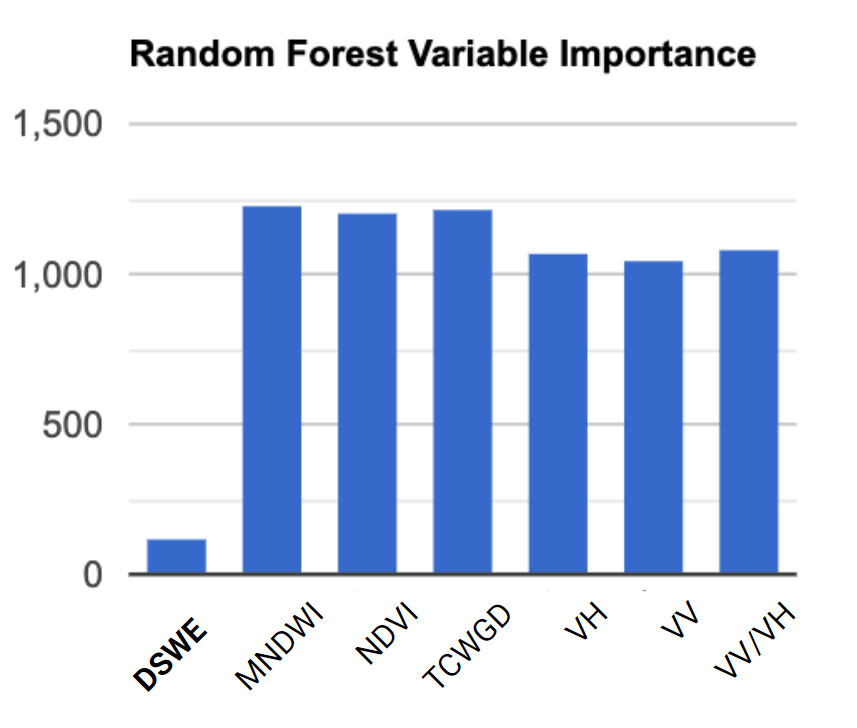 Random Forest Variable Importance
1,500
1,000
500
0
DSWE
MNDWI
NDVI
TCWGD
VH
VV
VV/VH